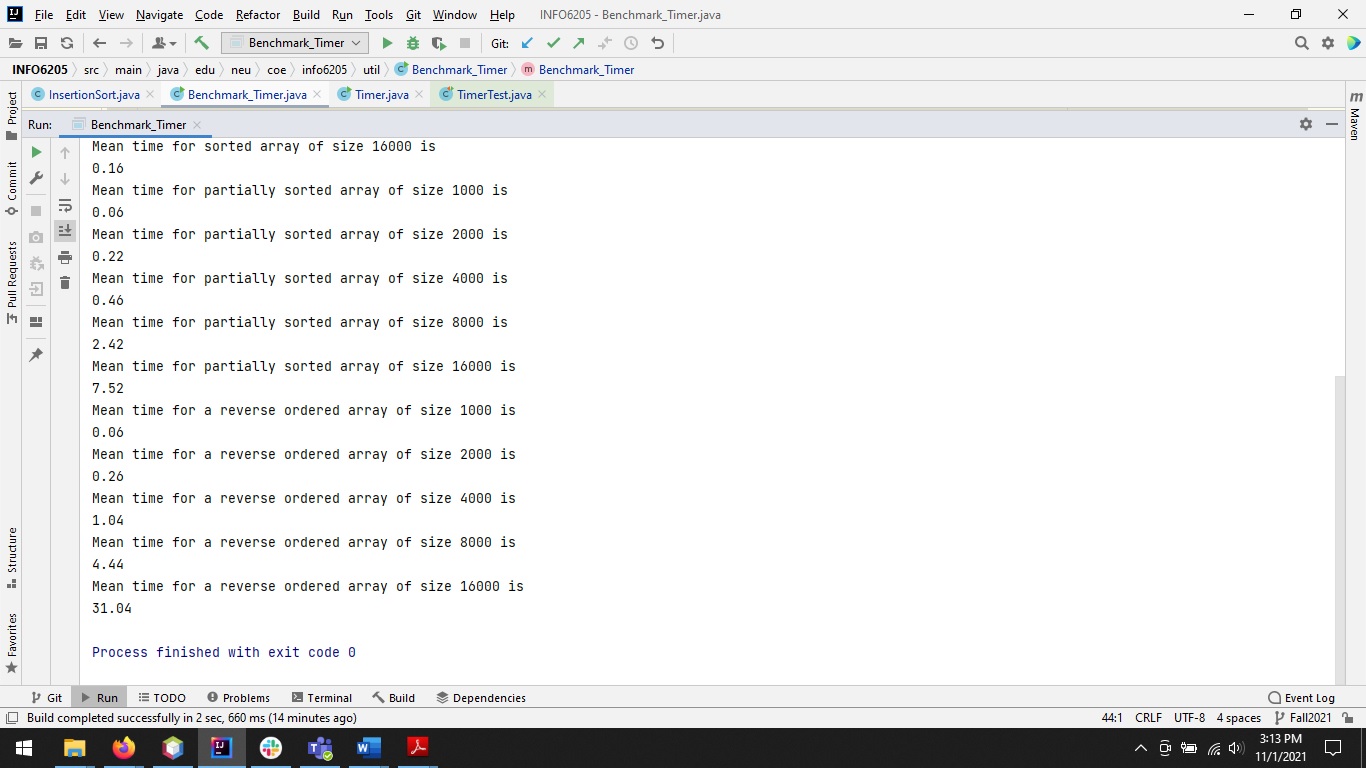 File Edit View Navigate Code Refactor Build Run Tools Git Window Help INFO6205 - Benchmark_Timer.java
Benchmark_Timer Git:
INFO6205 src main java edu neu coe info6205 util Benchmark_Timer Benchmark_Timer
InsertionSort.java Benchmark_Timer.java Timer.java TimerTest.java
Run: Benchmark_Timer
Project
Commit
Pull Requests
Structure
Favorites
Maven
Mean time for sorted array of size 16000 is
0.16
Mean time for partially sorted array of size 1000 is
0.06
Mean time for partially sorted array of size 2000 is
0.22
Mean time for partially sorted array of size 4000 is
0.46
Mean time for partially sorted array of size 8000 is
2.42
Mean time for partially sorted array of size 16000 is
7.52
Mean time for a reverse ordered array of size 1000 is
0.06
Mean time for a reverse ordered array of size 2000 is
0.26
Mean time for a reverse ordered array of size 4000 is
1.04
Mean time for a reverse ordered array of size 8000 is
4.44
Mean time for a reverse ordered array of size 16000 is
31.04
Process finished with exit code 0
Git Run TODO Problems Terminal Build Dependencies Event Log
Build completed successfully in 2 sec, 660 ms (14 minutes ago) 44:1 CRLF UTF-8 4 spaces Fall2021
3:13 PM
11/1/2021